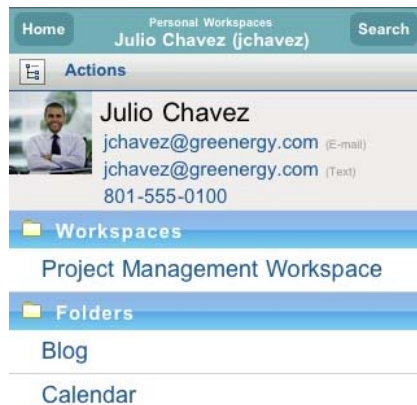 Home
Personal Workspaces
Julio Chavez (jchavez)
Search
Actions
Julio Chavez
jchavez@greenergy.com (E-mail)
jchavez@greenergy.com (Text)
801-555-0100
Workspaces
Project Management Workspace
Folders
Blog
Calendar